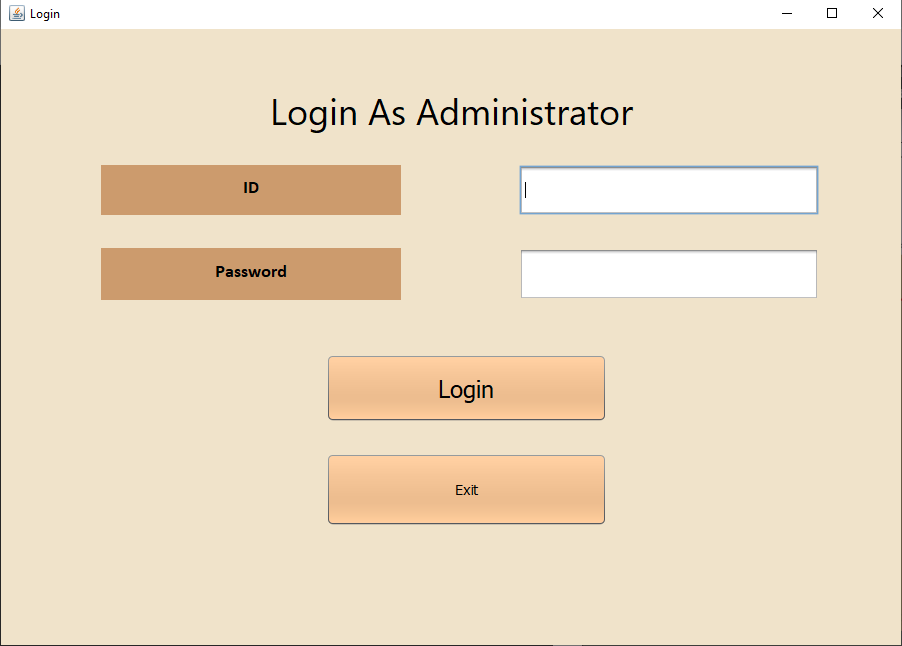 Login
Login As Administrator
ID
Password
Login
Exit